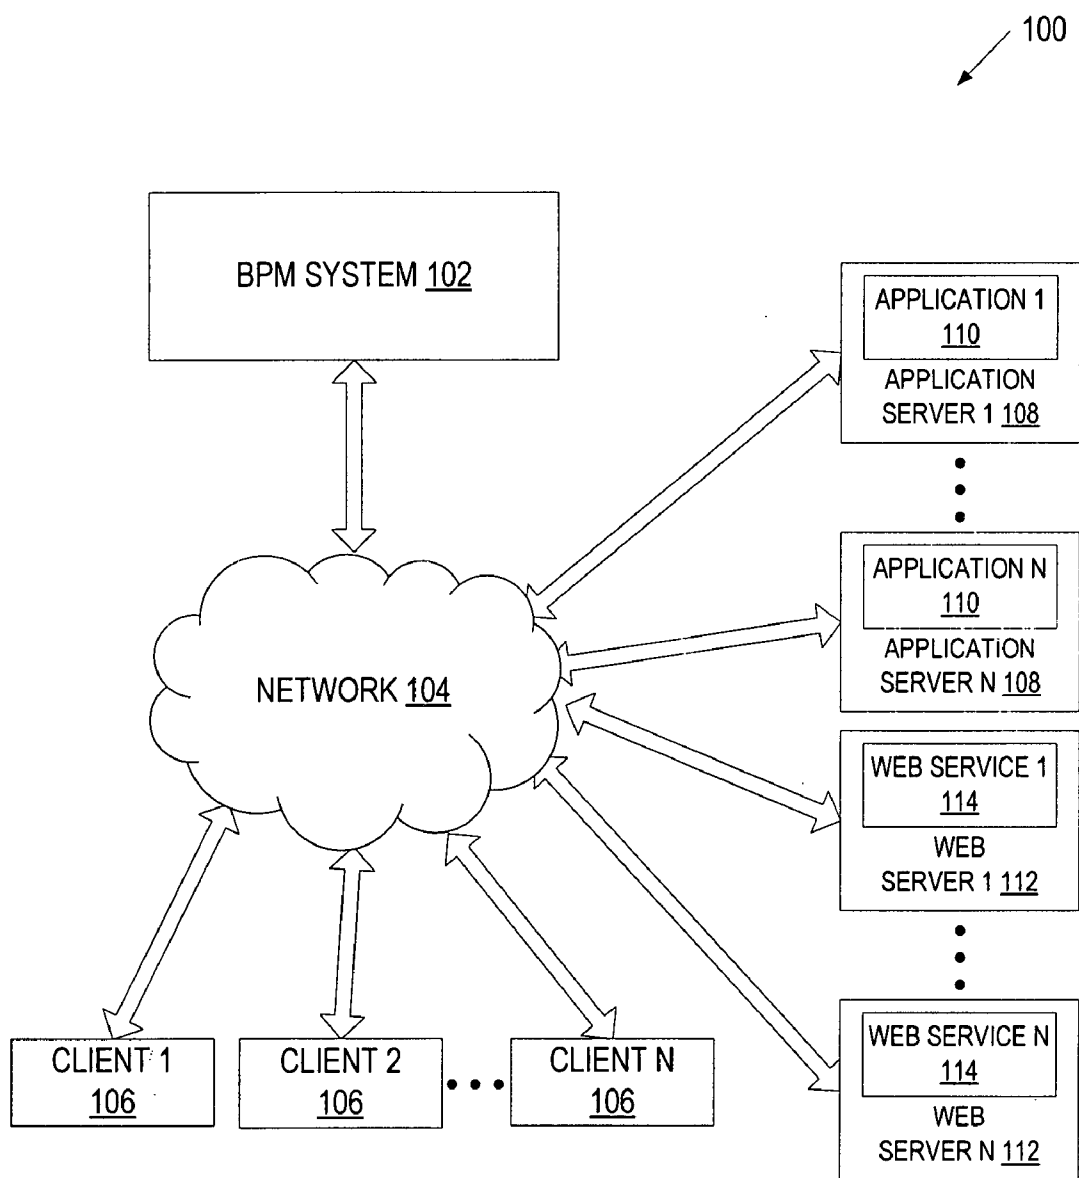 100
BPM SYSTEM 102
APPLICATION 1
110
APPLICATION
SERVER 1 108
APPLICATION N
110
APPLICATION
SERVER N 108
NETWORK 104
WEB SERVICE 1
114
WEB
SERVER 1 112
WEB SERVICE N
114
WEB
SERVER N 112
CLIENT 1
106
CLIENT 2
106
CLIENT N
106